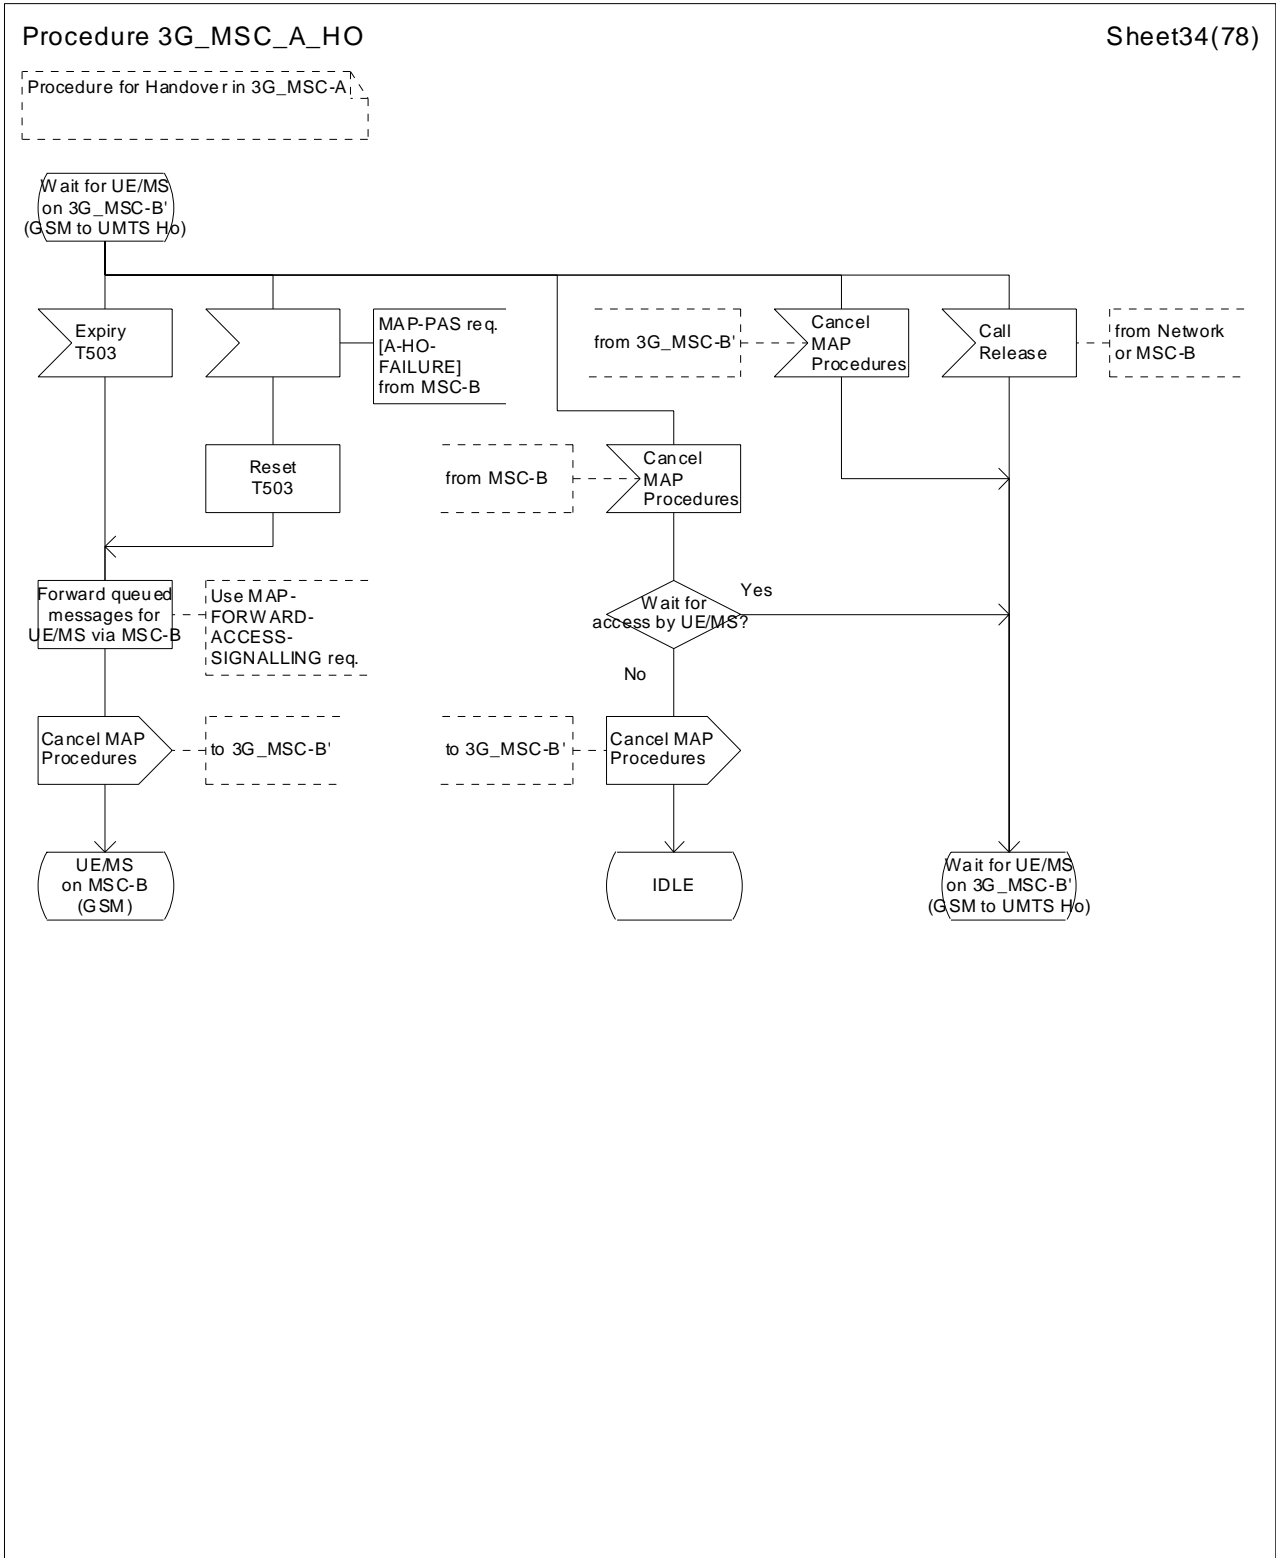 Procedure 3G_MSC_A_HO
Sheet34(78)
Procedure for Handover in 3G_MSC-A
Wait for UE/MS
on 3G_MSC-B'
(GSM to UMTS Ho)
Expiry
T503
MAP-PAS req.
[A-HO-
FAILURE]
from MSC-B
from 3G_MSC-B'
Cancel
MAP
Procedures
Call
Release
from Network
or MSC-B
Reset
T503
from MSC-B
Cancel
MAP
Procedures
Forward queued
messages for
UE/MS via MSC-B
Use MAP-
FORWARD-
ACCESS-
SIGNALLING req.
Wait for
access by UE/MS?
Yes
No
Cancel MAP
Procedures
to 3G_MSC-B'
to 3G_MSC-B'
Cancel MAP
Procedures
UE/MS
on MSC-B
(GSM)
IDLE
Wait for UE/MS
on 3G_MSC-B'
(GSM to UMTS Ho)